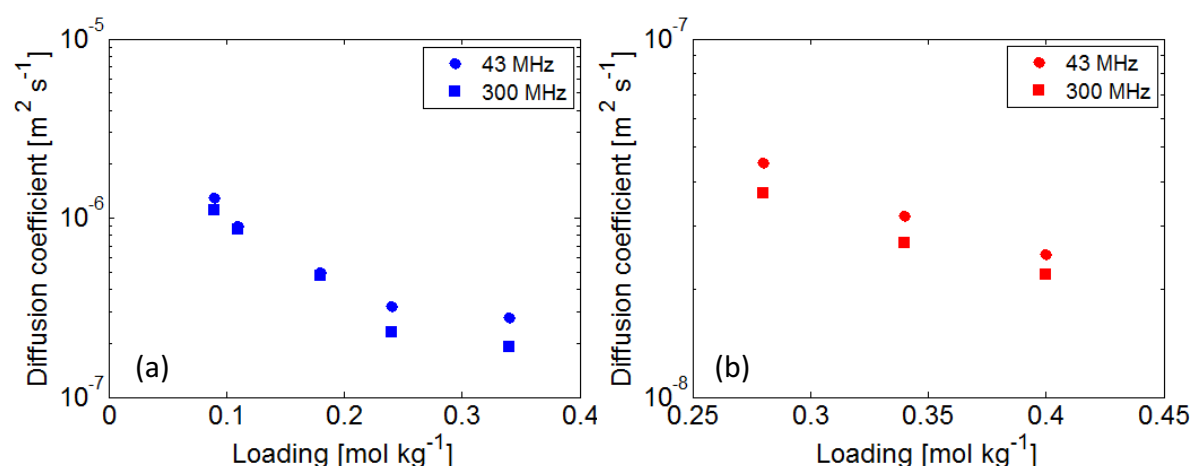 Diffusion coefficient [m² s⁻¹]
10⁻⁵
10⁻⁶
10⁻⁷
43 MHz
300 MHz
(a)
0 0.1 0.2 0.3 0.4
Loading [mol kg⁻¹]
Diffusion coefficient [m² s⁻¹]
10⁻⁷
10⁻⁸
43 MHz
300 MHz
(b)
0.25 0.3 0.35 0.4 0.45
Loading [mol kg⁻¹]